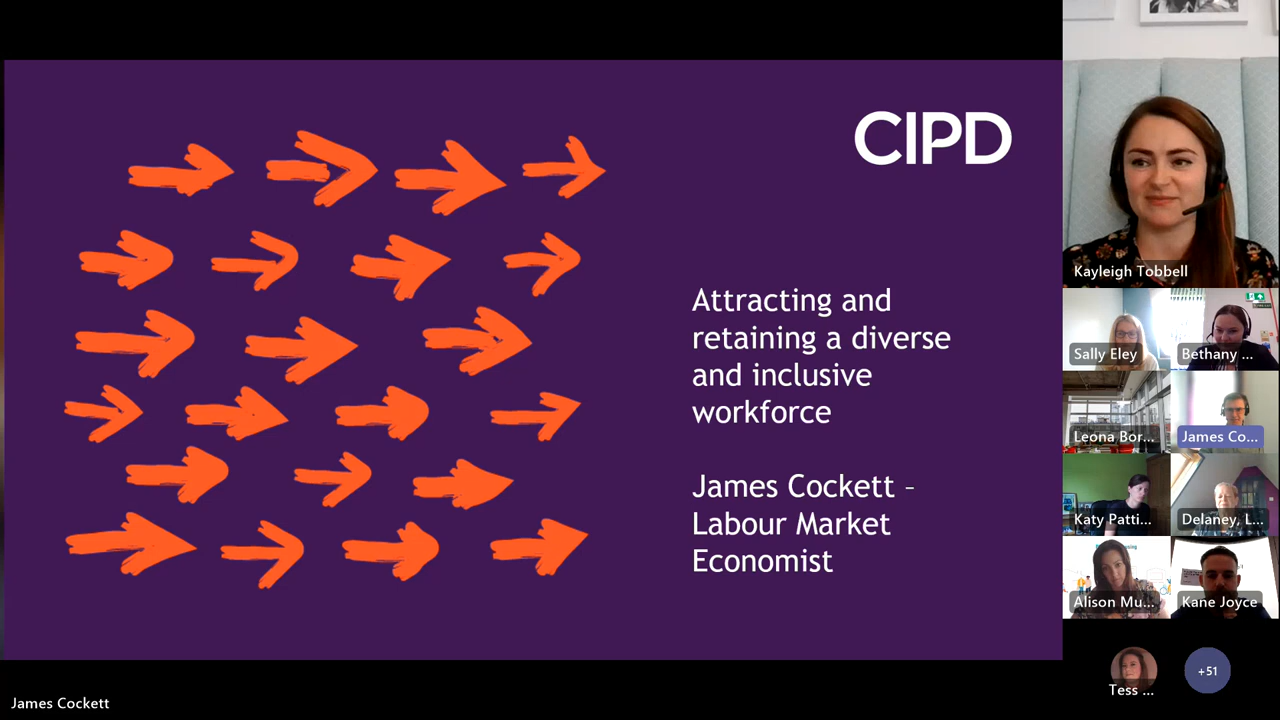 CIPD
Attracting and
retaining a diverse
and inclusive
workforce
James Cockett –
Labour Market
Economist
Kayleigh Tobbell
Sally Eley
Bethany ...
Leona Bor...
James Co...
Katy Patti...
Delaney, L...
Alison Mu...
Kane Joyce
Tess ...
+51
James Cockett